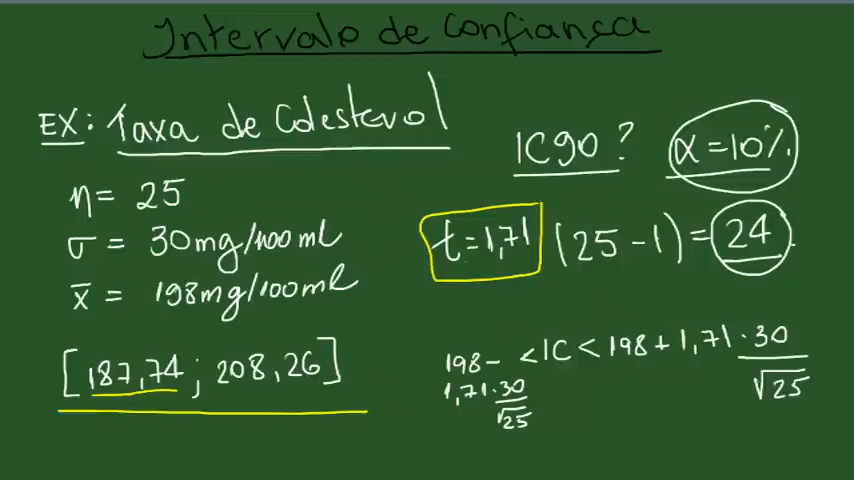 Intervalo de Confiança
EX: Taxa de Colesterol
IC90? α = 10%.
n = 25
σ = 30mg/100ml
x̄ = 198mg/100ml
t = 1,71 (25 - 1) = 24
[187,74 ; 208,26]
198 - 1,71 · 30/√25 < IC < 198 + 1,71 · 30/√25